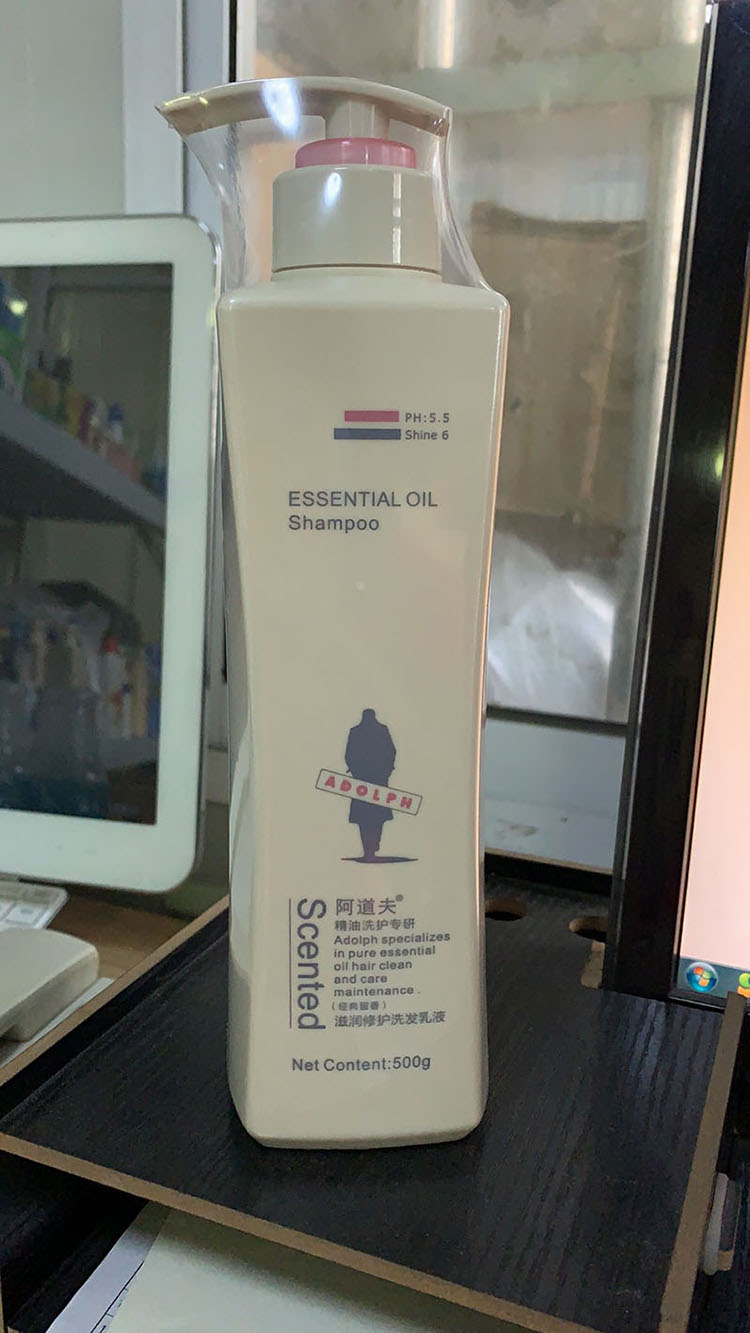 PH:5.5
Shine 6
ESSENTIAL OIL
Shampoo
ADOLPH
Scented
阿道夫®
精油洗护专研
Adolph specializes
in pure essential
oil hair clean
and care
maintenance .
(经典留香)
滋润修护洗发乳液
Net Content:500g